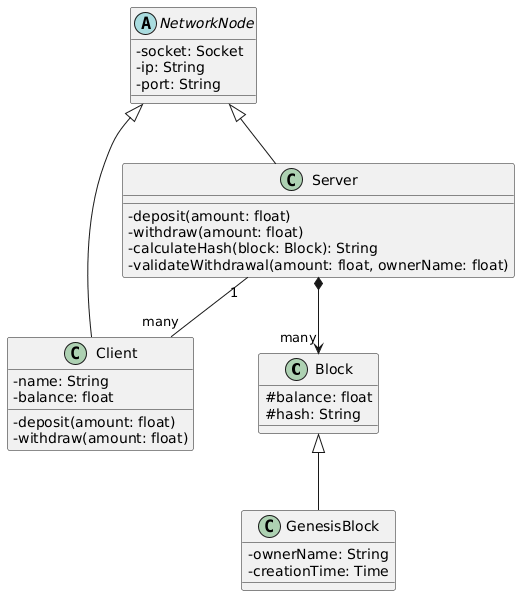 A NetworkNode
-socket: Socket
-ip: String
-port: String
C Server
-deposit(amount: float)
-withdraw(amount: float)
-calculateHash(block: Block): String
-validateWithdrawal(amount: float, ownerName: float)
1
many
many
C Client
-name: String
-balance: float
-deposit(amount: float)
-withdraw(amount: float)
C Block
#balance: float
#hash: String
C GenesisBlock
-ownerName: String
-creationTime: Time